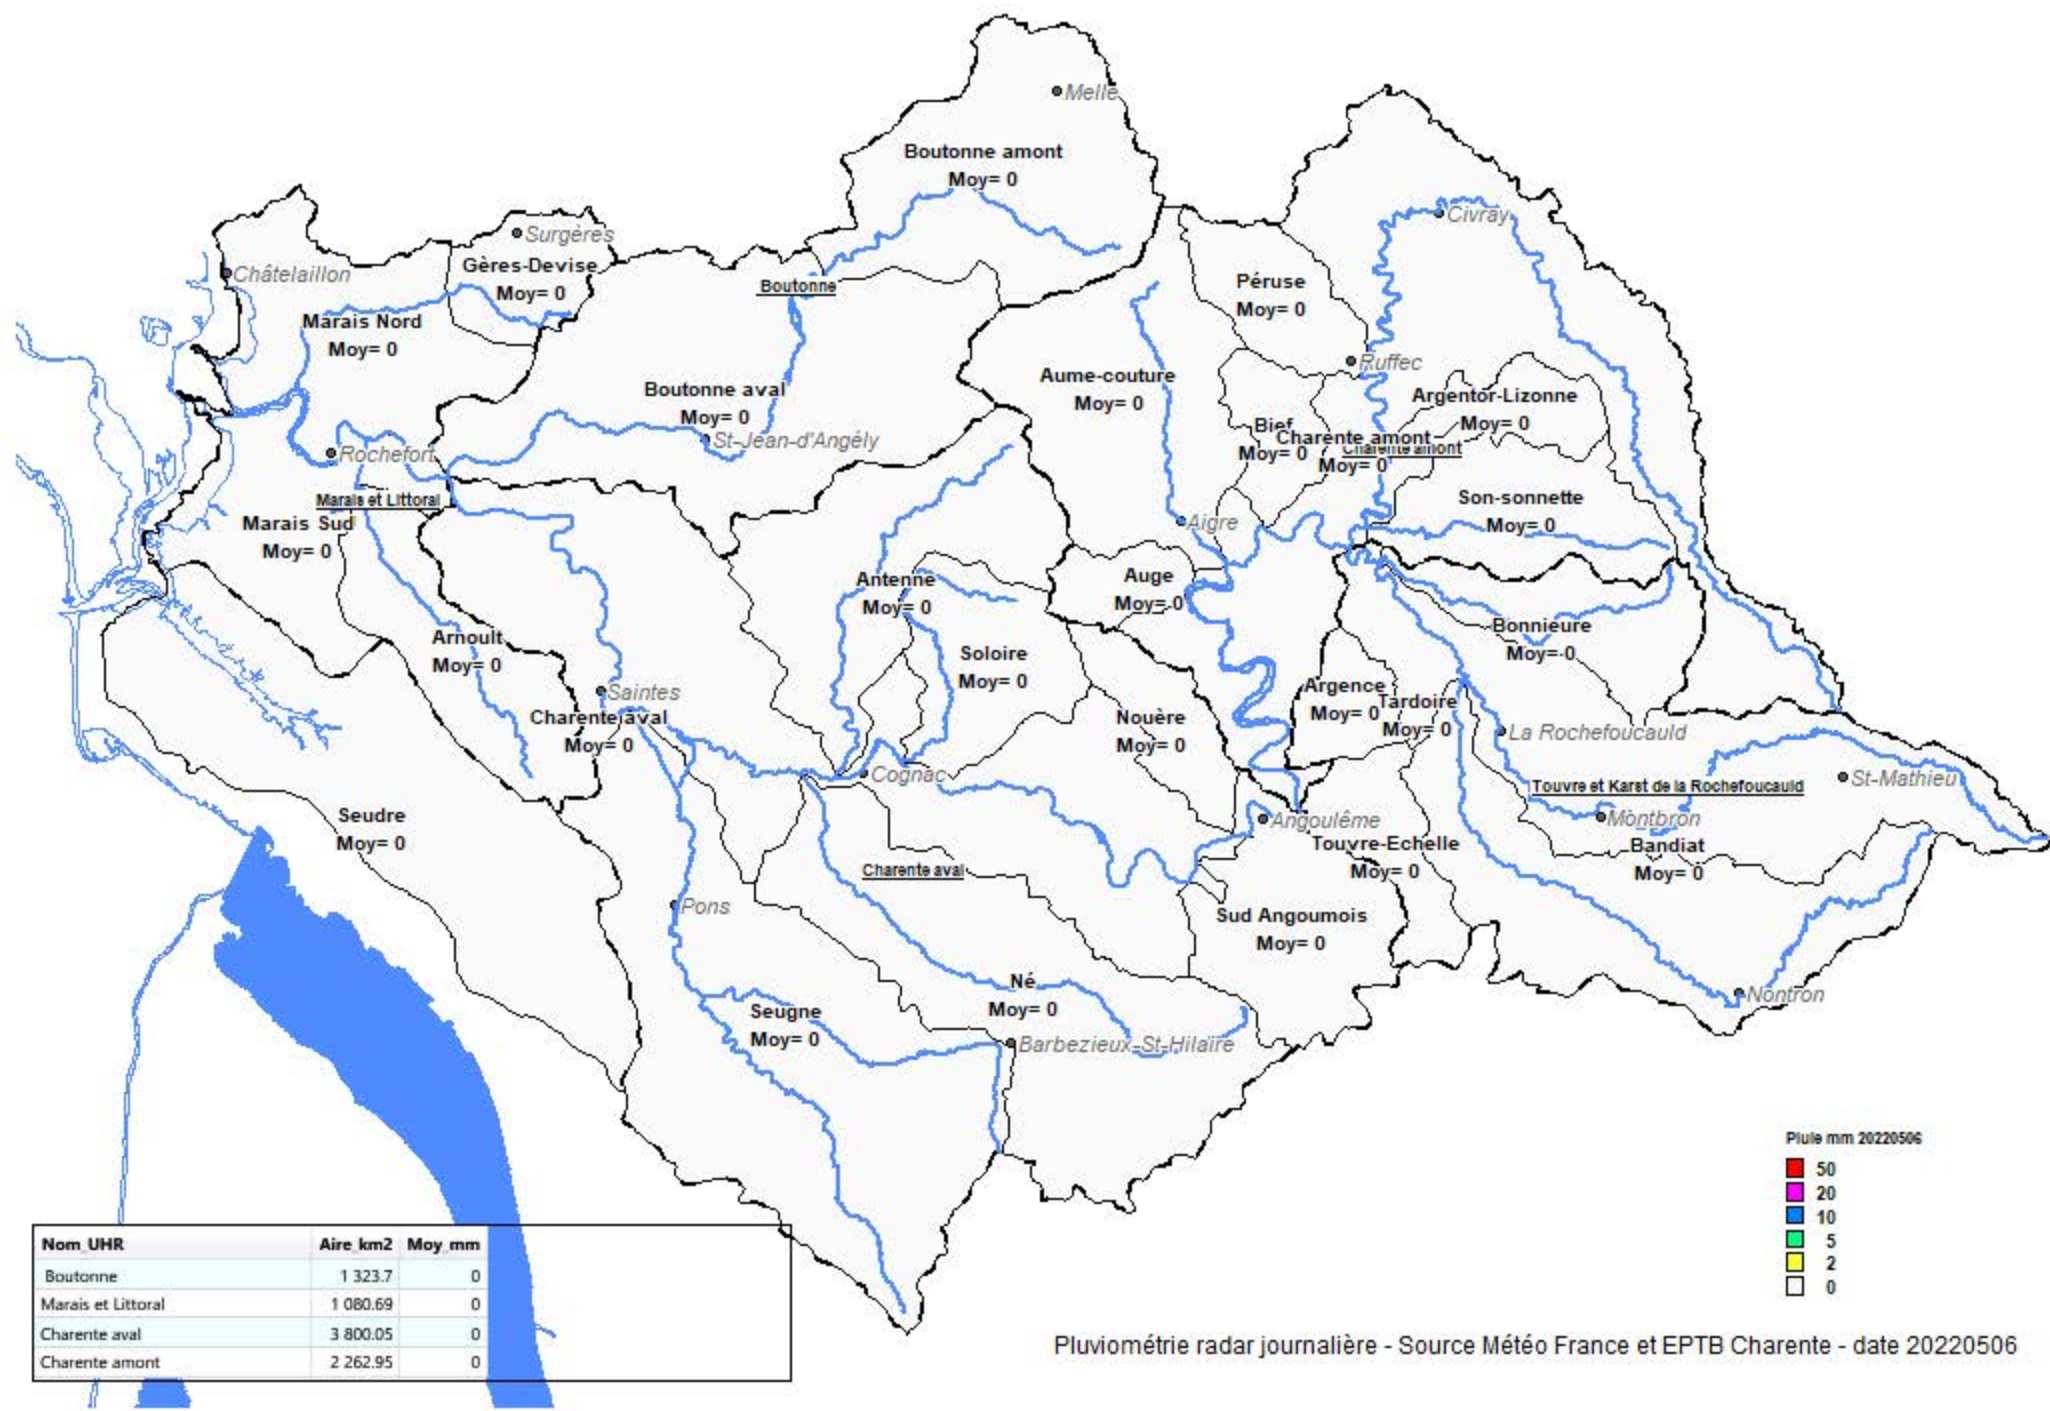 Melle
Boutonne amont
Moy= 0
Civray
Surgères
Châtelaillon
Gères-Devise
Moy= 0
Boutonne
Péruse
Moy= 0
Marais Nord
Moy= 0
Ruffec
Aume-couture
Moy= 0
Boutonne aval
Moy= 0
Argentor-Lizonne
Moy= 0
St-Jean-d'Angély
Bief
Moy= 0
Charente amont
Moy= 0
Charente amont
Rochefort
Marais et Littoral
Son-sonnette
Moy= 0
Marais Sud
Moy= 0
Aigre
Antenne
Moy= 0
Auge
Moy= 0
Bonnieure
Moy= 0
Arnoult
Moy= 0
Soloire
Moy= 0
Saintes
Argence
Moy= 0
Tardoire
Moy= 0
Charente aval
Moy= 0
Nouère
Moy= 0
La Rochefoucauld
Cognac
St-Mathieu
Touvre et Karst de la Rochefoucauld
Seudre
Moy= 0
Angoulême
Montbron
Touvre-Echelle
Moy= 0
Bandiat
Moy= 0
Charente aval
Pons
Sud Angoumois
Moy= 0
Né
Moy= 0
Nontron
Seugne
Moy= 0
Barbezieux-St-Hilaire
Pluie mm 20220506
50
20
10
5
2
0
Nom_UHR Aire_km2 Moy_mm
Boutonne 1 323.7 0
Marais et Littoral 1 080.69 0
Charente aval 3 800.05 0
Charente amont 2 262.95 0
Pluviométrie radar journalière - Source Météo France et EPTB Charente - date 20220506